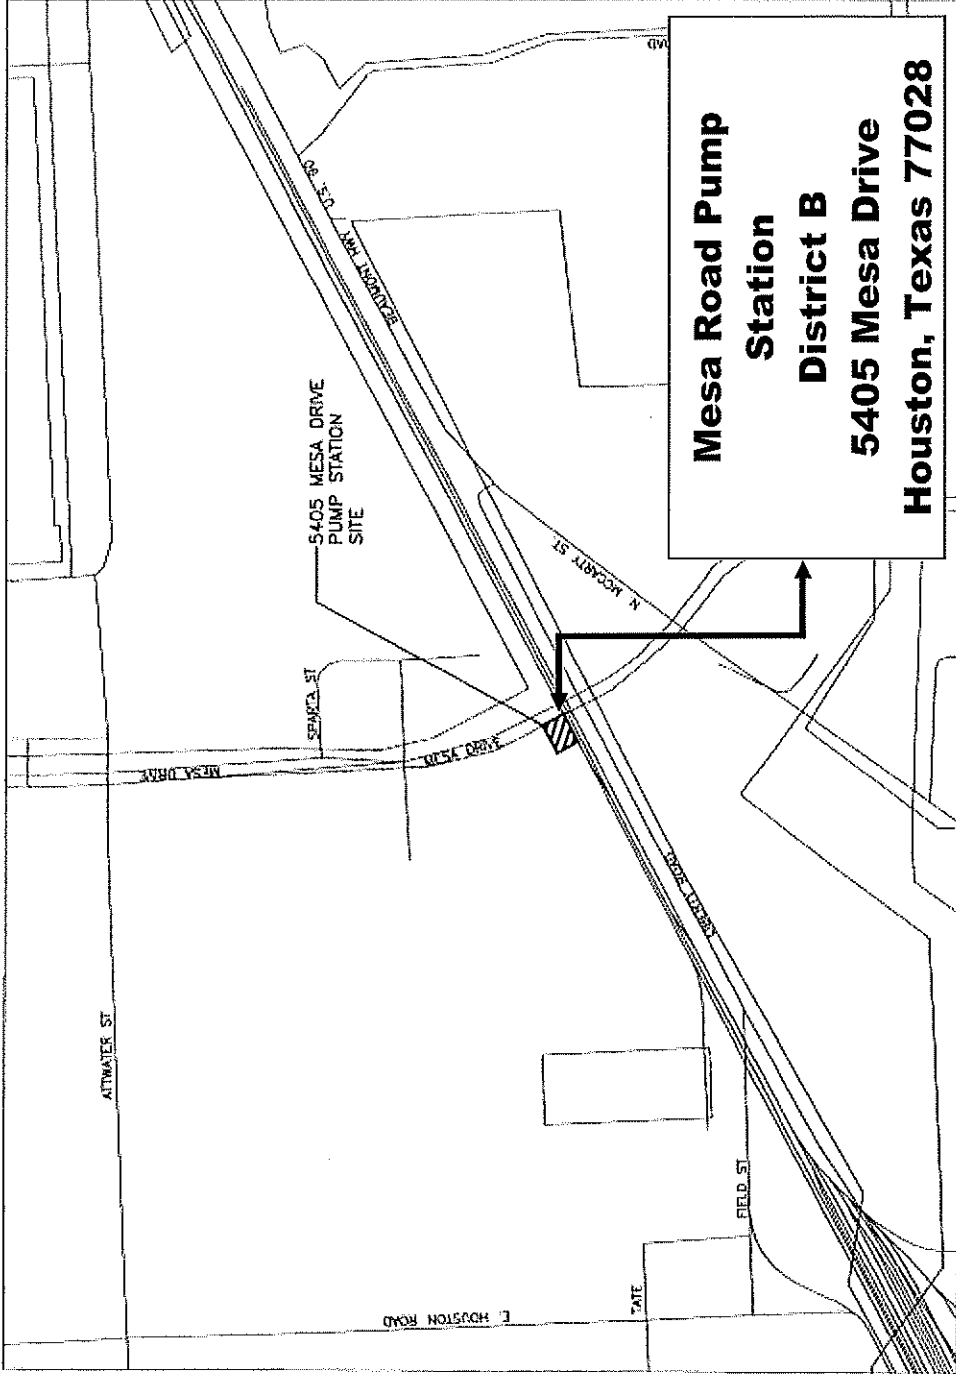 Mesa Road Pump
Station
District B
5405 Mesa Drive
Houston, Texas 77028
5405 MESA DRIVE
PUMP STATION
SITE
ATTWATER ST
MESA DRIVE
MESA DRIVE
SPARTA ST
U.S. 90
BEAUMONT HWY
N. MCCARTY ST.
FIELD ST
TATE
E. HOUSTON ROAD